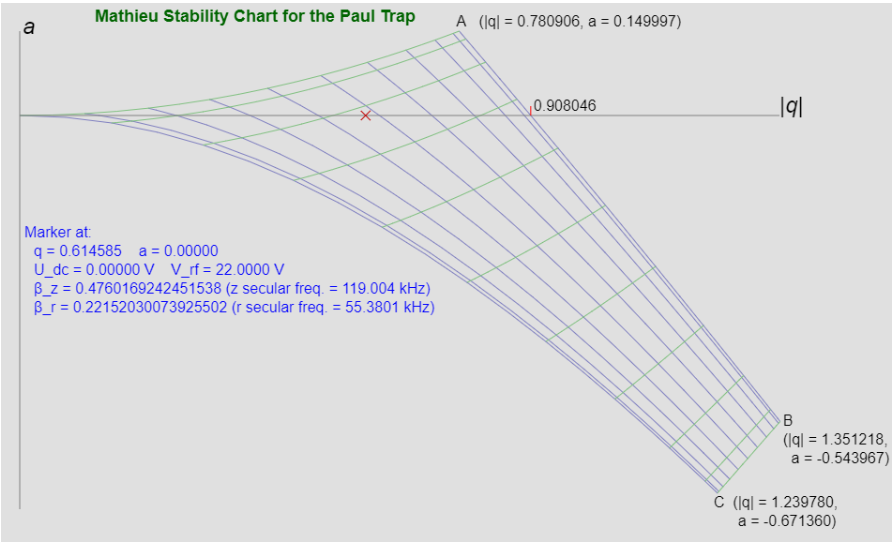 Mathieu Stability Chart for the Paul Trap
a
A (|q| = 0.780906, a = 0.149997)
0.908046
|q|
Marker at:
q = 0.614585 a = 0.00000
U_dc = 0.00000 V V_rf = 22.0000 V
β_z = 0.4760169242451538 (z secular freq. = 119.004 kHz)
β_r = 0.22152030073925502 (r secular freq. = 55.3801 kHz)
B
(|q| = 1.351218,
a = -0.543967)
C (|q| = 1.239780,
a = -0.671360)